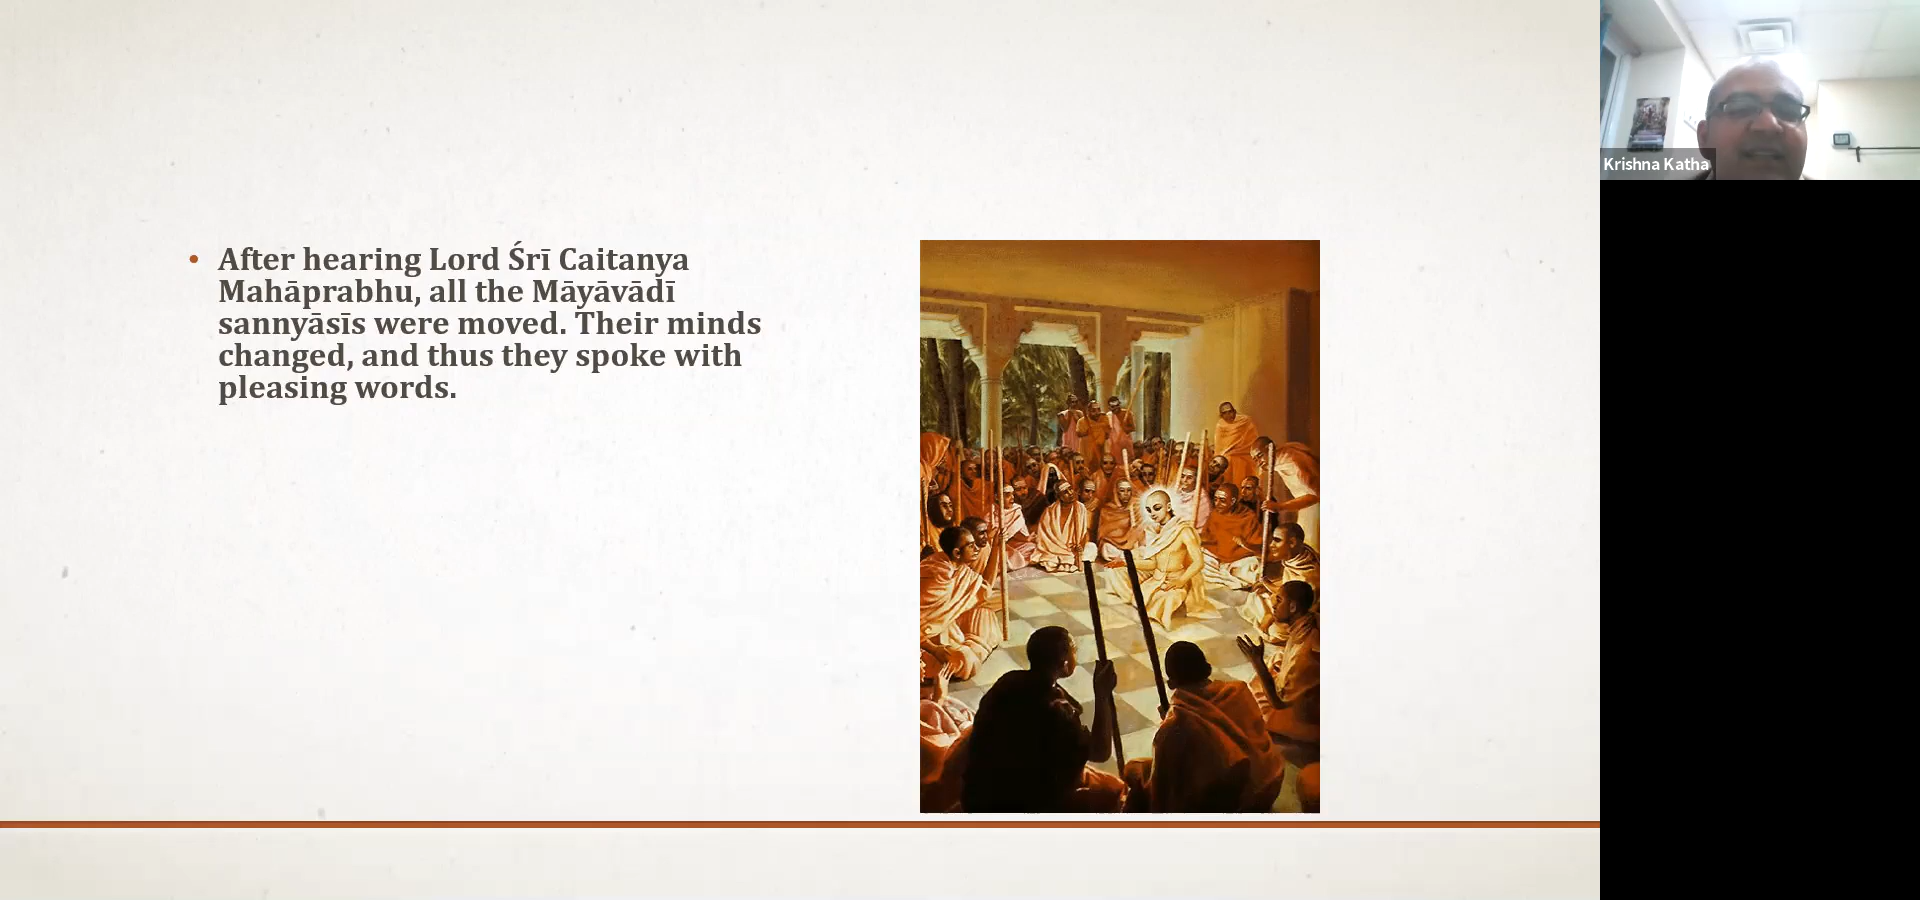 • After hearing Lord Śrī Caitanya
Mahāprabhu, all the Māyāvādī
sannyāsīs were moved. Their minds
changed, and thus they spoke with
pleasing words.
Krishna Katha